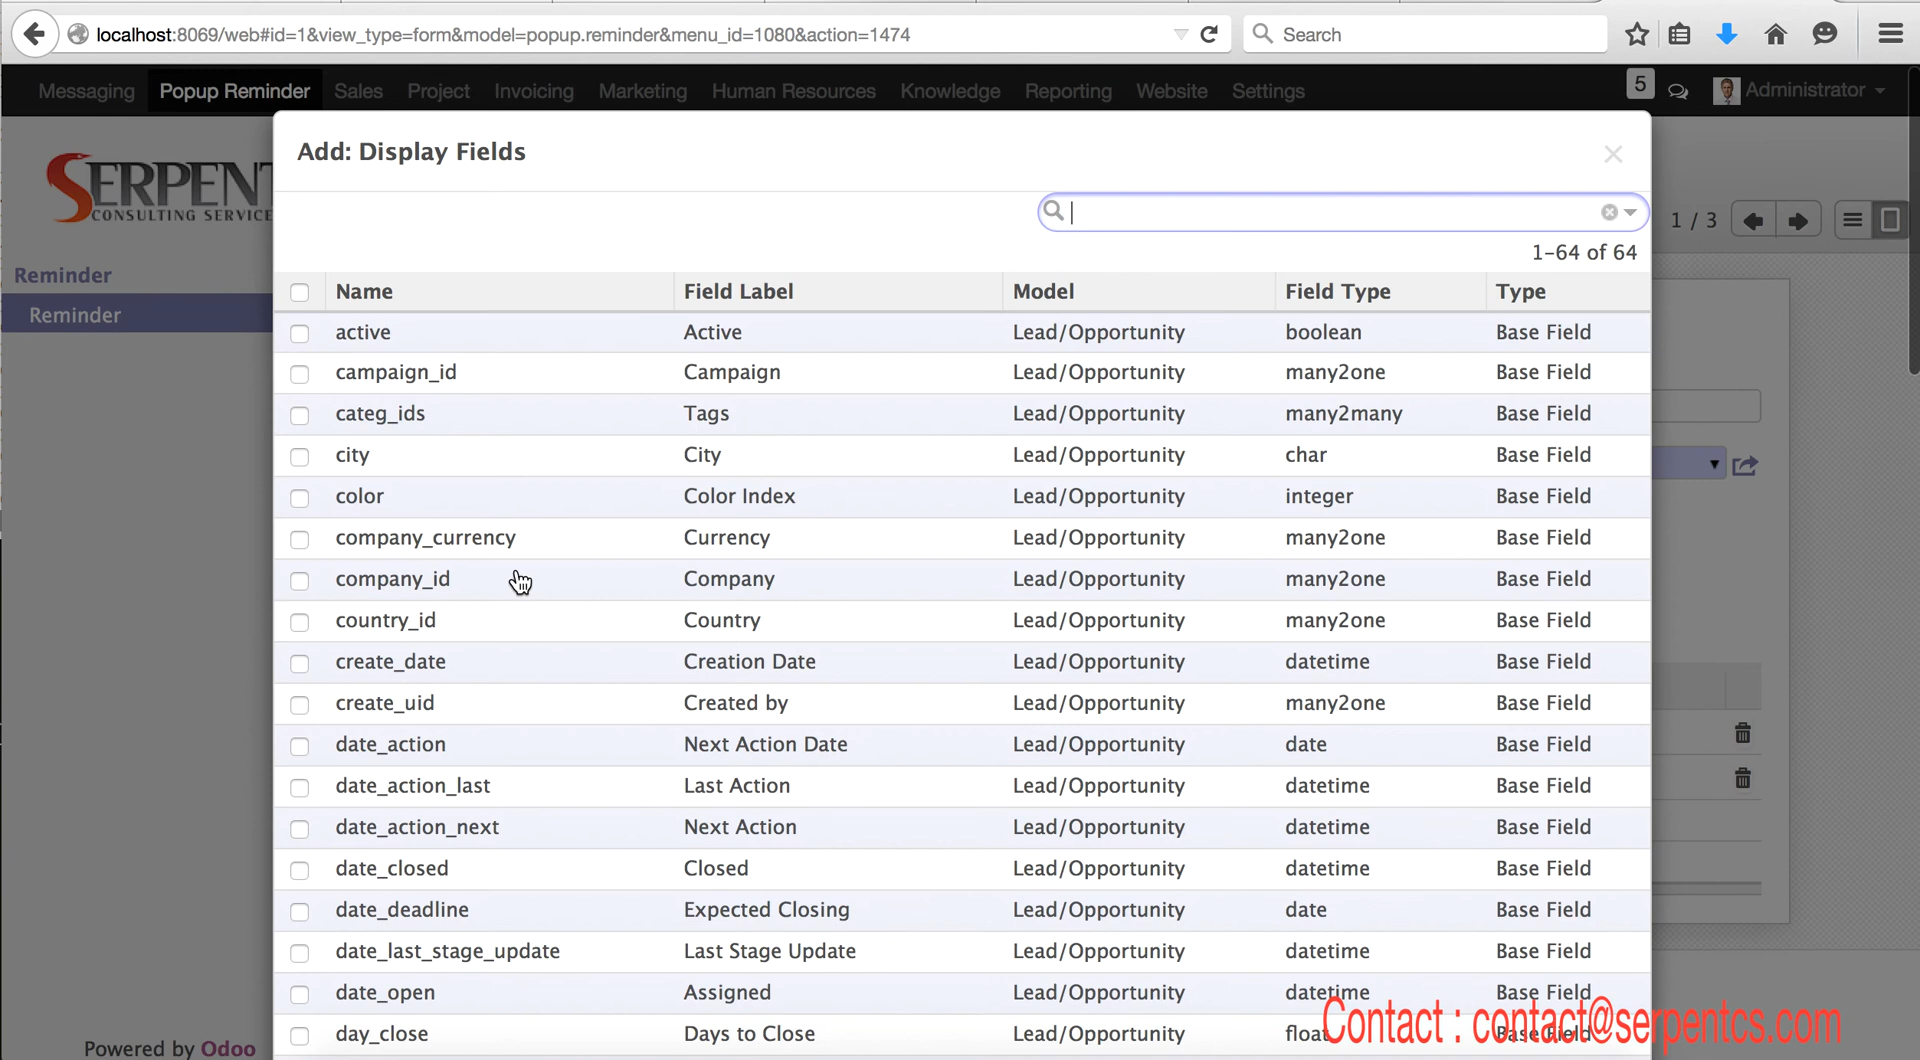 localhost:8069/web#id=1&view_type=form&model=popup.reminder&menu_id=1080&action=1474
Search
Messaging Popup Reminder Sales Project Invoicing Marketing Human Resources Knowledge Reporting Website Settings 5 Administrator
Add: Display Fields
SERPENT
CONSULTING SERVICE
1 / 3
1-64 of 64
Reminder
Reminder
Name Field Label Model Field Type Type
active Active Lead/Opportunity boolean Base Field
campaign_id Campaign Lead/Opportunity many2one Base Field
categ_ids Tags Lead/Opportunity many2many Base Field
city City Lead/Opportunity char Base Field
color Color Index Lead/Opportunity integer Base Field
company_currency Currency Lead/Opportunity many2one Base Field
company_id Company Lead/Opportunity many2one Base Field
country_id Country Lead/Opportunity many2one Base Field
create_date Creation Date Lead/Opportunity datetime Base Field
create_uid Created by Lead/Opportunity many2one Base Field
date_action Next Action Date Lead/Opportunity date Base Field
date_action_last Last Action Lead/Opportunity datetime Base Field
date_action_next Next Action Lead/Opportunity datetime Base Field
date_closed Closed Lead/Opportunity datetime Base Field
date_deadline Expected Closing Lead/Opportunity date Base Field
date_last_stage_update Last Stage Update Lead/Opportunity datetime Base Field
date_open Assigned Lead/Opportunity datetime Base Field
day_close Days to Close Lead/Opportunity float Base Field
Contact : contact@serpentcs.com
Powered by Odoo